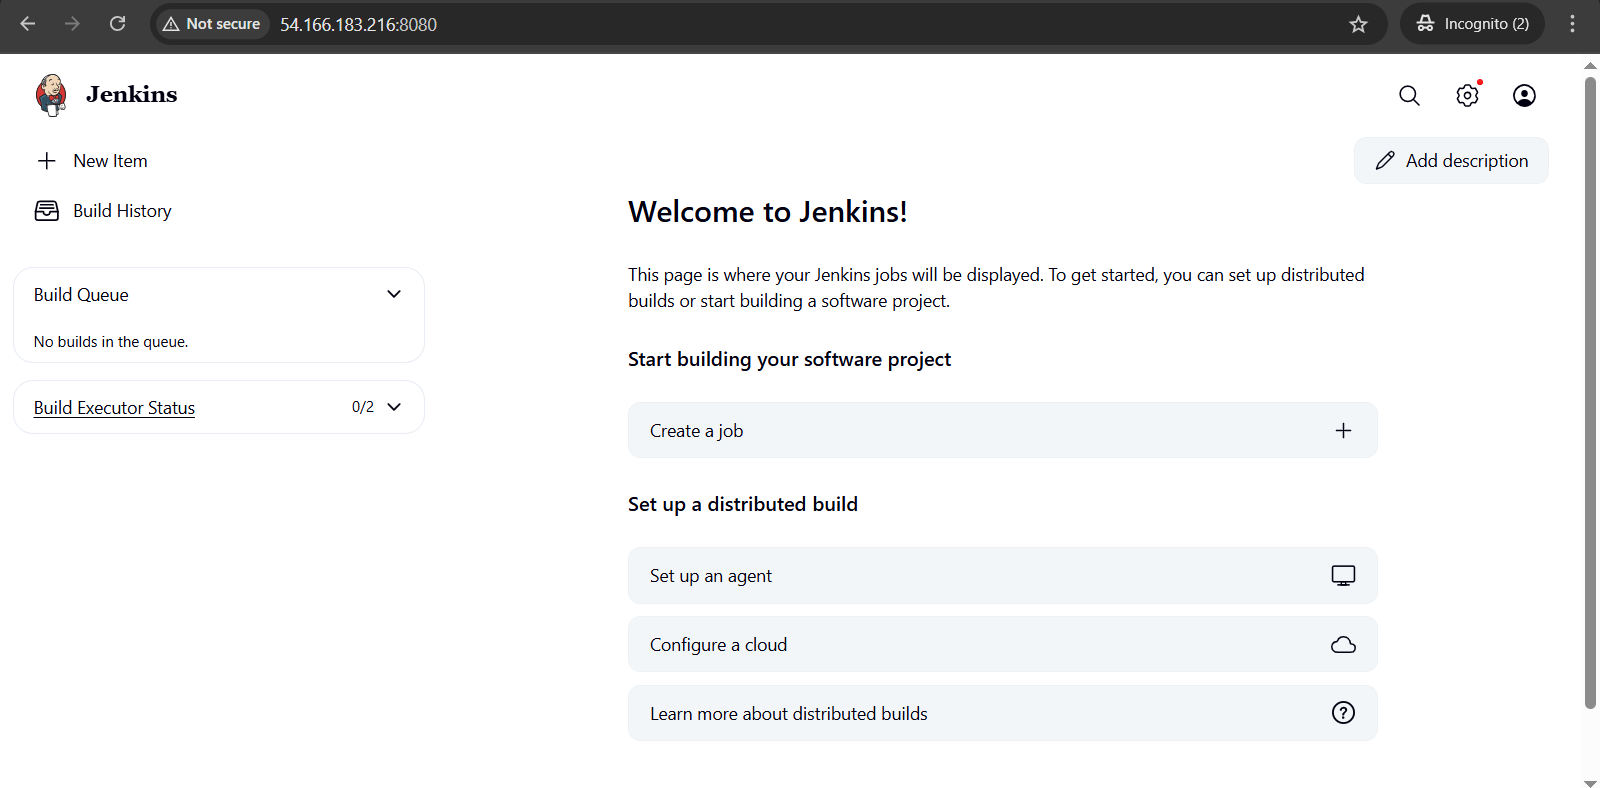 Not secure 54.166.183.216:8080
Incognito (2)
Jenkins
New Item
Build History
Add description
Build Queue
No builds in the queue.
Build Executor Status 0/2
Welcome to Jenkins!
This page is where your Jenkins jobs will be displayed. To get started, you can set up distributed
builds or start building a software project.
Start building your software project
Create a job
Set up a distributed build
Set up an agent
Configure a cloud
Learn more about distributed builds